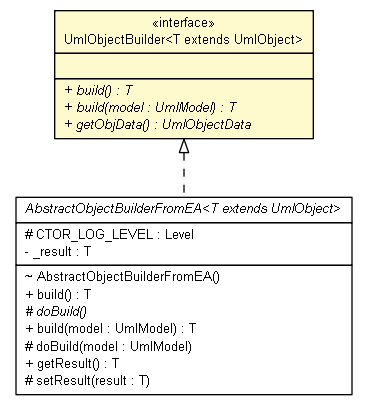 «interface»
UmlObjectBuilder<T extends UmlObject>
+ build() : T
+ build(model : UmlModel) : T
+ getObjData() : UmlObjectData
AbstractObjectBuilderFromEA<T extends UmlObject>
# CTOR_LOG_LEVEL : Level
- _result : T
~ AbstractObjectBuilderFromEA()
+ build() : T
# doBuild()
+ build(model : UmlModel) : T
# doBuild(model : UmlModel)
+ getResult() : T
# setResult(result : T)